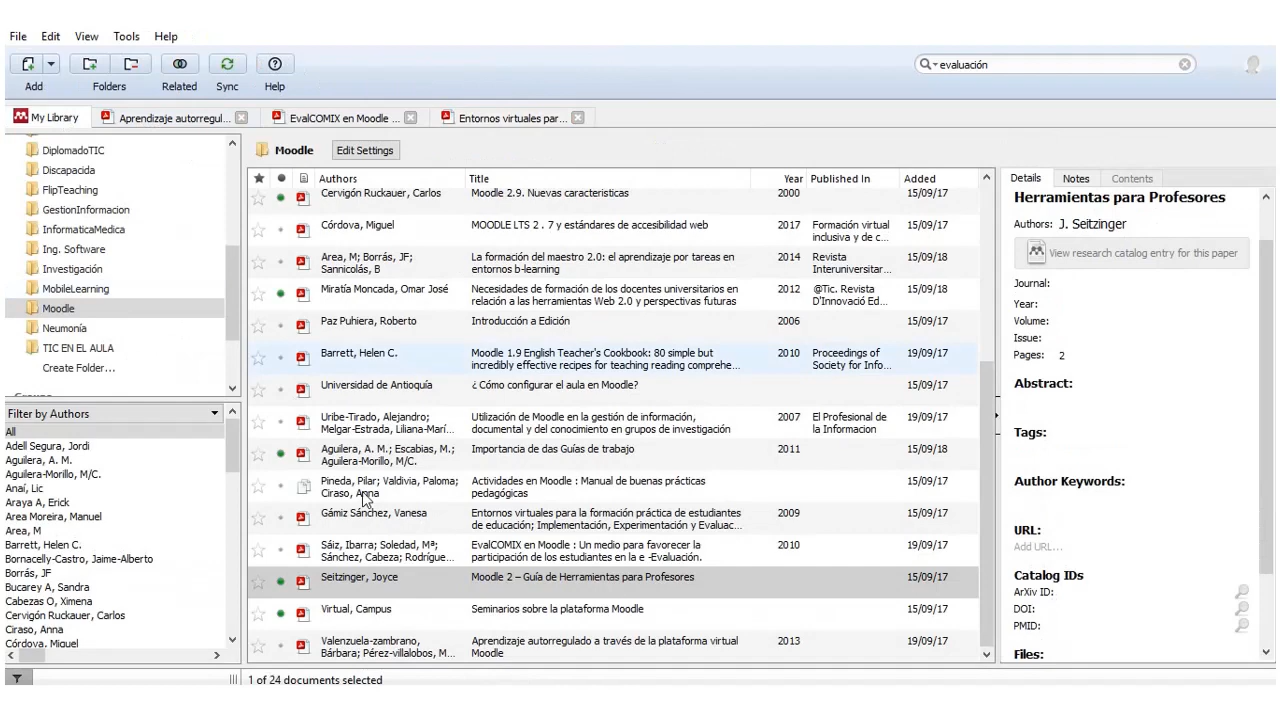 File Edit View Tools Help
evaluación
Add Folders Related Sync Help
My Library Aprendizaje autorregul... EvalCOMIX en Moodle ... Entornos virtuales par...
DiplomadoTIC
Discapacida
FlipTeaching
GestionInformacion
InformaticaMedica
Ing. Software
Investigación
MobileLearning
Moodle
Neumonía
TIC EN EL AULA
Create Folder...
Filter by Authors
All
Adell Segura, Jordi
Aguilera, A. M.
Aguilera-Morillo, M/C.
Anaí, Lic
Araya A, Erick
Area Moreira, Manuel
Area, M
Barrett, Helen C.
Bornacelly-Castro, Jaime-Alberto
Borrás, JF
Bucarey A, Sandra
Cabezas O, Ximena
Cervigón Ruckauer, Carlos
Ciraso, Anna
Córdova, Miguel
Moodle Edit Settings
Authors Title Year Published In Added
Cervigón Ruckauer, Carlos Moodle 2.9. Nuevas caracteristicas 2000 15/09/17
Córdova, Miguel MOODLE LTS 2 . 7 y estándares de accesibilidad web 2017 Formación virtual 15/09/17
inclusiva y de c...
Area, M; Borrás, JF; La formación del maestro 2.0: el aprendizaje por tareas en 2014 Revista 15/09/18
Sannicolás, B entornos b-learning Interuniversitar...
Miratía Moncada, Omar José Necesidades de formación de los docentes universitarios en 2012 @Tic. Revista 15/09/18
relación a las herramientas Web 2.0 y perspectivas futuras D'Innovació Ed...
Paz Puhiera, Roberto Introducción a Edición 2006 15/09/17
Barrett, Helen C. Moodle 1.9 English Teacher's Cookbook: 80 simple but 2010 Proceedings of 19/09/17
incredibly effective recipes for teaching reading comprehe... Society for Info...
Universidad de Antioquía ¿ Cómo configurar el aula en Moodle? 15/09/17
Uribe-Tirado, Alejandro; Utilización de Moodle en la gestión de información, 2007 El Profesional de 19/09/17
Melgar-Estrada, Liliana-Marí... documental y del conocimiento en grupos de investigación la Informacion
Aguilera, A. M.; Escabias, M.; Importancia de das Guías de trabajo 2011 15/09/18
Aguilera-Morillo, M/C.
Pineda, Pilar; Valdivia, Paloma; Actividades en Moodle : Manual de buenas prácticas 15/09/17
Ciraso, Anna pedagógicas
Gámiz Sánchez, Vanesa Entornos virtuales para la formación práctica de estudiantes 2009 15/09/17
de educación; Implementación, Experimentación y Evaluac...
Saiz, Ibarra; Soledad, Mª; EvalCOMIX en Moodle : Un medio para favorecer la 2010 19/09/17
Sánchez, Cabeza; Rodrígue... participación de los estudiantes en la e -Evaluación.
Seitzinger, Joyce Moodle 2 – Guía de Herramientas para Profesores 15/09/17
Virtual, Campus Seminarios sobre la plataforma Moodle 15/09/17
Valenzuela-zambrano, Aprendizaje autorregulado a través de la plataforma virtual 2013 19/09/17
Bárbara; Pérez-villalobos, M... Moodle
1 of 24 documents selected
Details Notes Contents
Herramientas para Profesores
Authors: J. Seitzinger
View research catalog entry for this paper
Journal:
Year:
Volume:
Issue:
Pages: 2
Abstract:
Tags:
Author Keywords:
URL:
Add URL...
Catalog IDs
ArXiv ID:
DOI:
PMID:
Files: